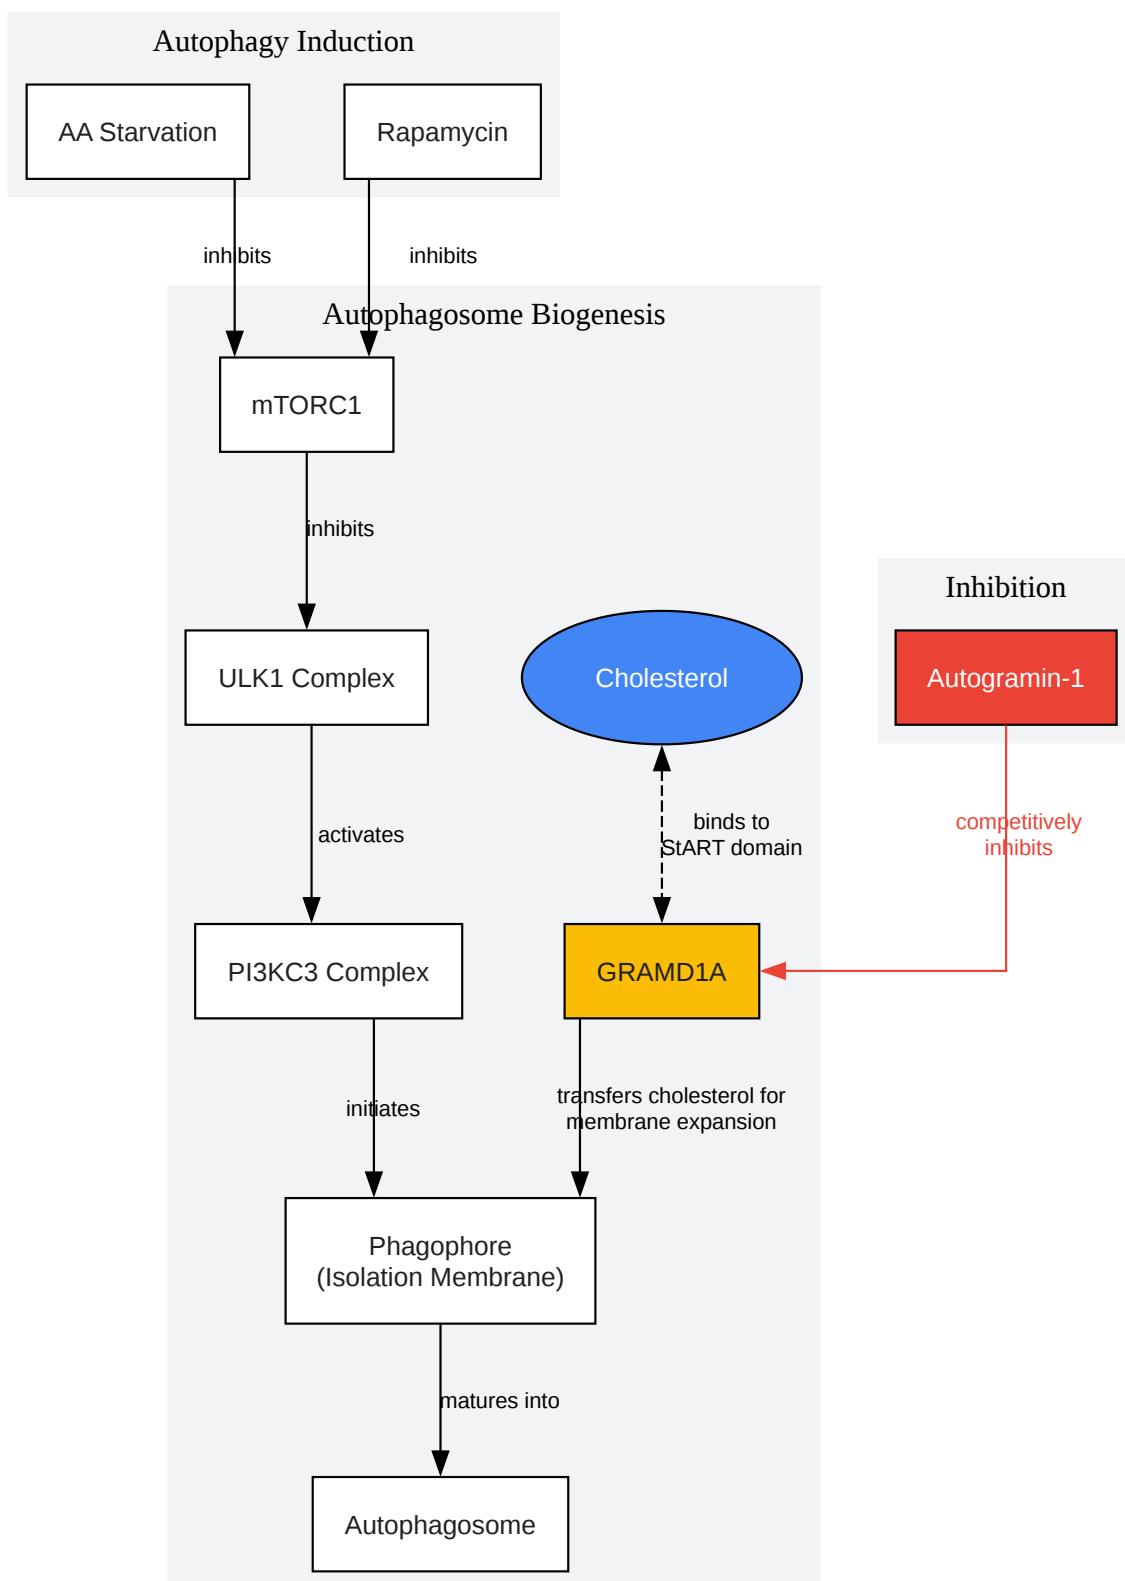 Autophagy Induction
AA Starvation
Rapamycin
inhibits
inhibits
Autophagosome Biogenesis
mTORC1
inhibits
Inhibition
ULK1 Complex
Cholesterol
Autogramin-1
activates
binds to
StART domain
competitively
inhibits
PI3KC3 Complex
GRAMD1A
initiates
transfers cholesterol for
membrane expansion
Phagophore
(Isolation Membrane)
matures into
Autophagosome